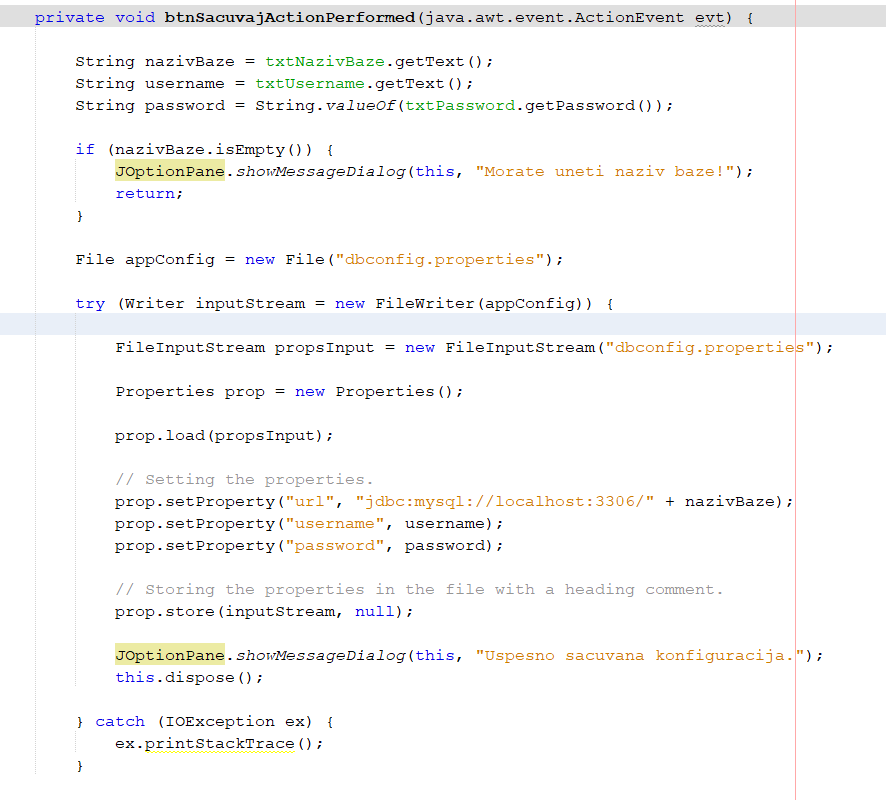 private void btnSacuvajActionPerformed(java.awt.event.ActionEvent evt) {
String nazivBaze = txtNazivBaze.getText();
String username = txtUsername.getText();
String password = String.valueOf(txtPassword.getPassword());
if (nazivBaze.isEmpty()) {
JOptionPane.showMessageDialog(this, "Morate uneti naziv baze!");
return;
}
File appConfig = new File("dbconfig.properties");
try (Writer inputStream = new FileWriter(appConfig)) {
FileInputStream propsInput = new FileInputStream("dbconfig.properties");
Properties prop = new Properties();
prop.load(propsInput);
// Setting the properties.
prop.setProperty("url", "jdbc:mysql://localhost:3306/" + nazivBaze);
prop.setProperty("username", username);
prop.setProperty("password", password);
// Storing the properties in the file with a heading comment.
prop.store(inputStream, null);
JOptionPane.showMessageDialog(this, "Uspesno sacuvana konfiguracija.");
this.dispose();
} catch (IOException ex) {
ex.printStackTrace();
}